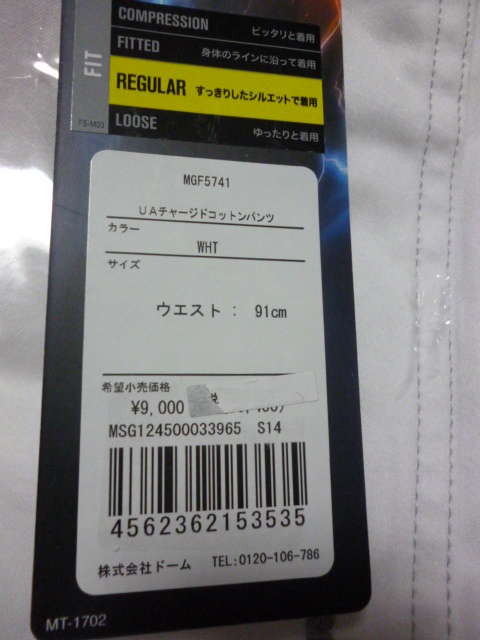 COMPRESSION ピッタリと着用
FITTED 身体のラインに沿って着用
FIT
REGULAR すっきりしたシルエットで着用
LOOSE ゆったりと着用
FS-M03
MGF5741
UAチャージドコットンパンツ
カラー
WHT
サイズ
ウエスト : 91cm
希望小売価格
¥9,000
MSG124500033965 S14
4562362153535
株式会社ドーム TEL:0120-106-786
MT-1702